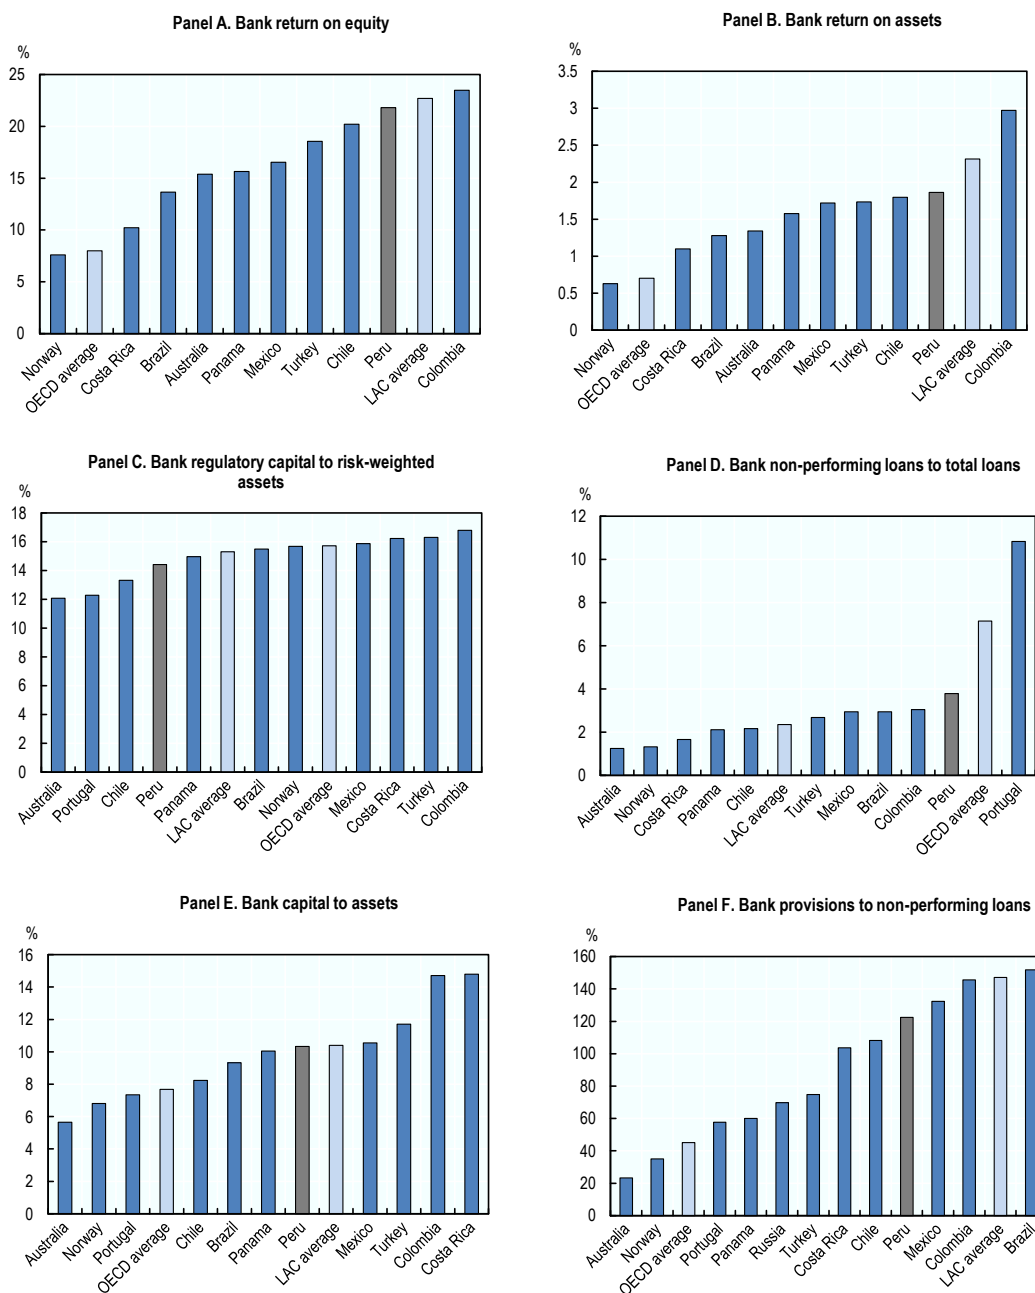 Panel A. Bank return on equity
%
25
20
15
10
5
0
Norway
OECD average
Costa Rica
Brazil
Australia
Panama
Mexico
Turkey
Chile
Peru
LAC average
Colombia
Panel B. Bank return on assets
%
3.5
3
2.5
2
1.5
1
0.5
0
Norway
OECD average
Costa Rica
Brazil
Australia
Panama
Mexico
Turkey
Chile
Peru
LAC average
Colombia
Panel C. Bank regulatory capital to risk-weighted
assets
%
18
16
14
12
10
8
6
4
2
0
Australia
Portugal
Chile
Peru
Panama
LAC average
Brazil
Norway
OECD average
Mexico
Costa Rica
Turkey
Colombia
Panel D. Bank non-performing loans to total loans
%
12
10
8
6
4
2
0
Australia
Norway
Costa Rica
Panama
Chile
LAC average
Turkey
Mexico
Brazil
Colombia
Peru
OECD average
Portugal
Panel E. Bank capital to assets
%
16
14
12
10
8
6
4
2
0
Australia
Norway
Portugal
OECD average
Chile
Brazil
Panama
Peru
LAC average
Mexico
Turkey
Colombia
Costa Rica
Panel F. Bank provisions to non-performing loans
%
160
140
120
100
80
60
40
20
0
Australia
Norway
OECD average
Portugal
Panama
Russia
Turkey
Costa Rica
Chile
Peru
Mexico
Colombia
LAC average
Brazil